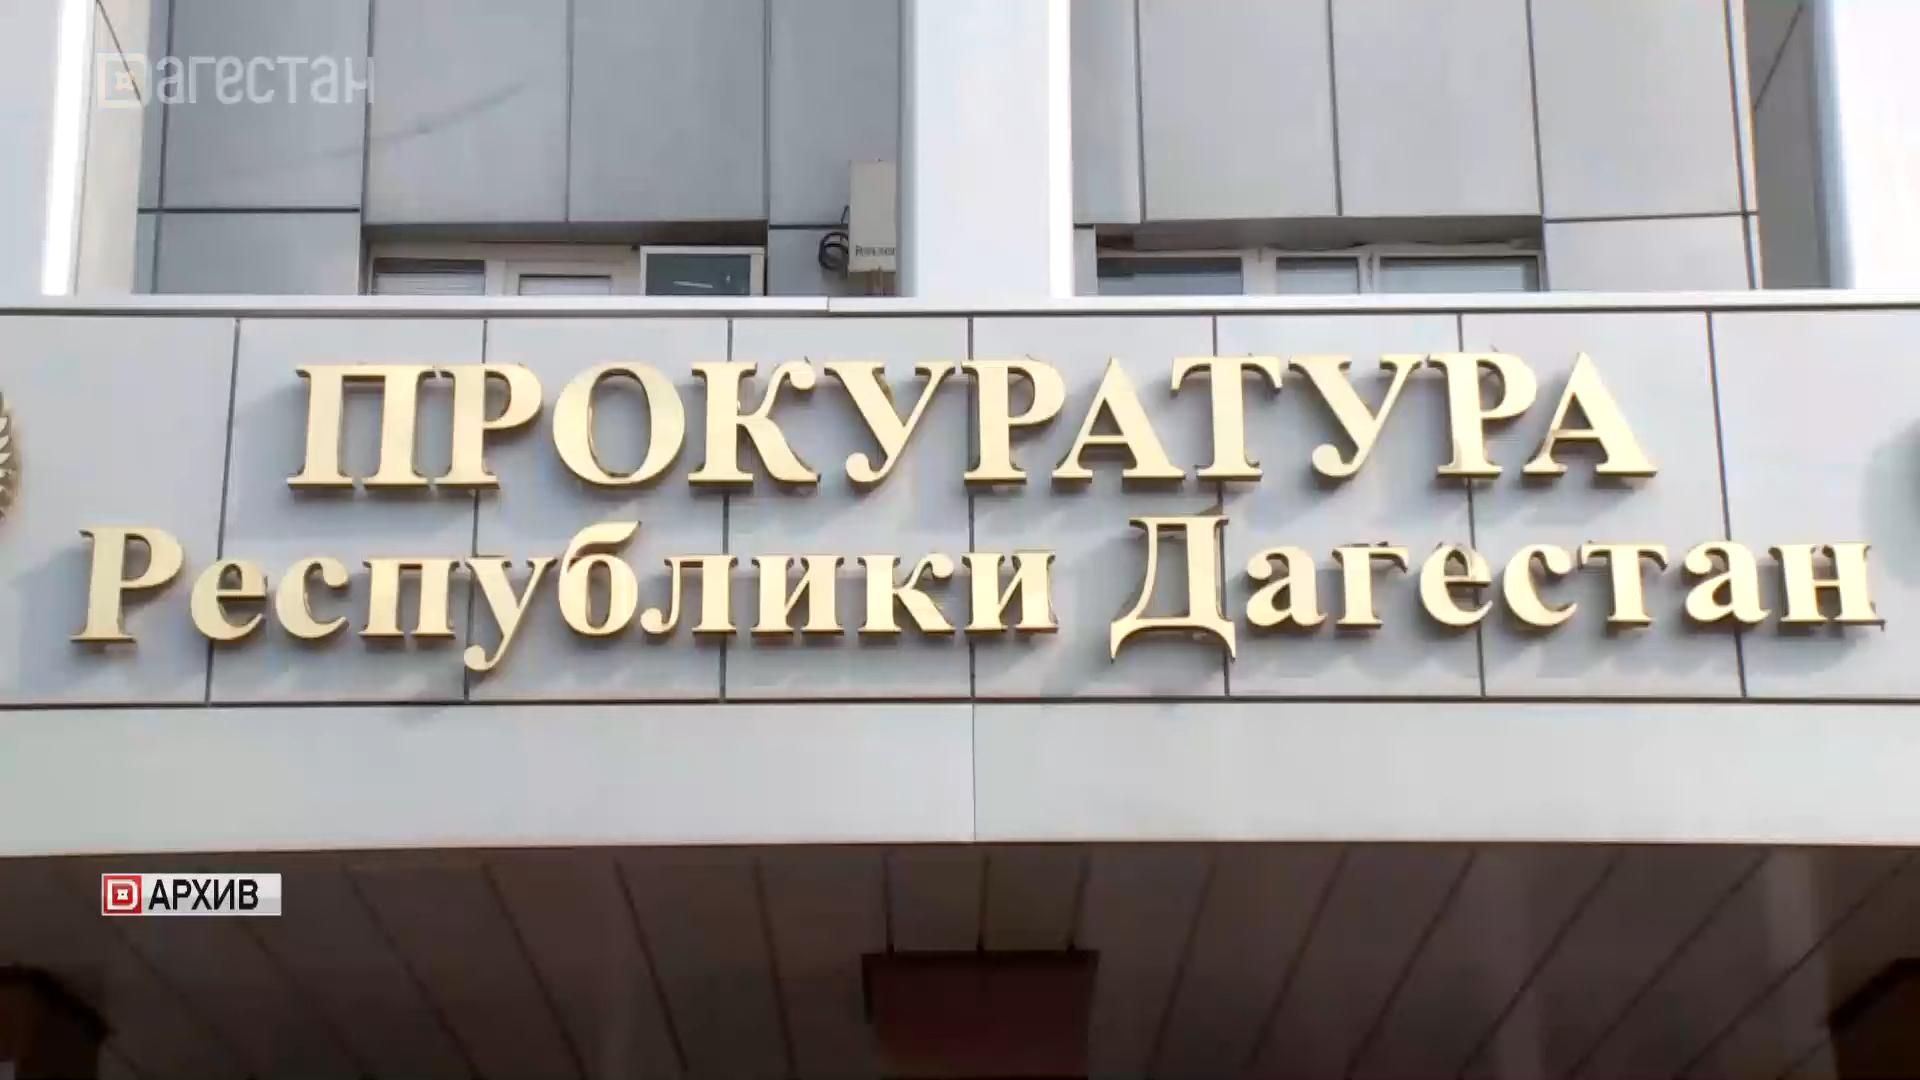 Дагестан
ПРОКУРАТУРА
Республики Дагестан
АРХИВ